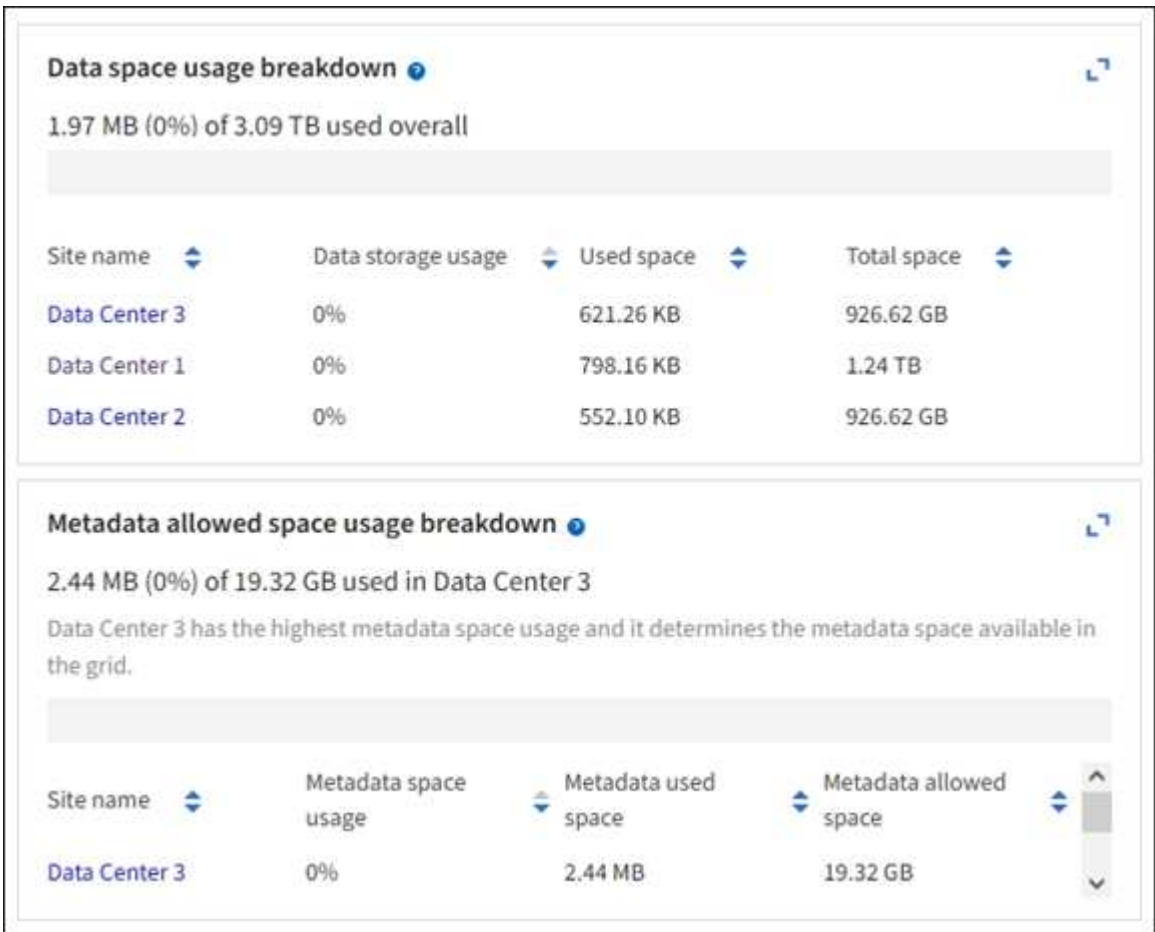 Data space usage breakdown ?
1.97 MB (0%) of 3.09 TB used overall
Site name Data storage usage Used space Total space
Data Center 3 0% 621.26 KB 926.62 GB
Data Center 1 0% 798.16 KB 1.24 TB
Data Center 2 0% 552.10 KB 926.62 GB
Metadata allowed space usage breakdown ?
2.44 MB (0%) of 19.32 GB used in Data Center 3
Data Center 3 has the highest metadata space usage and it determines the metadata space available in
the grid.
Site name Metadata space usage Metadata used space Metadata allowed space
Data Center 3 0% 2.44 MB 19.32 GB